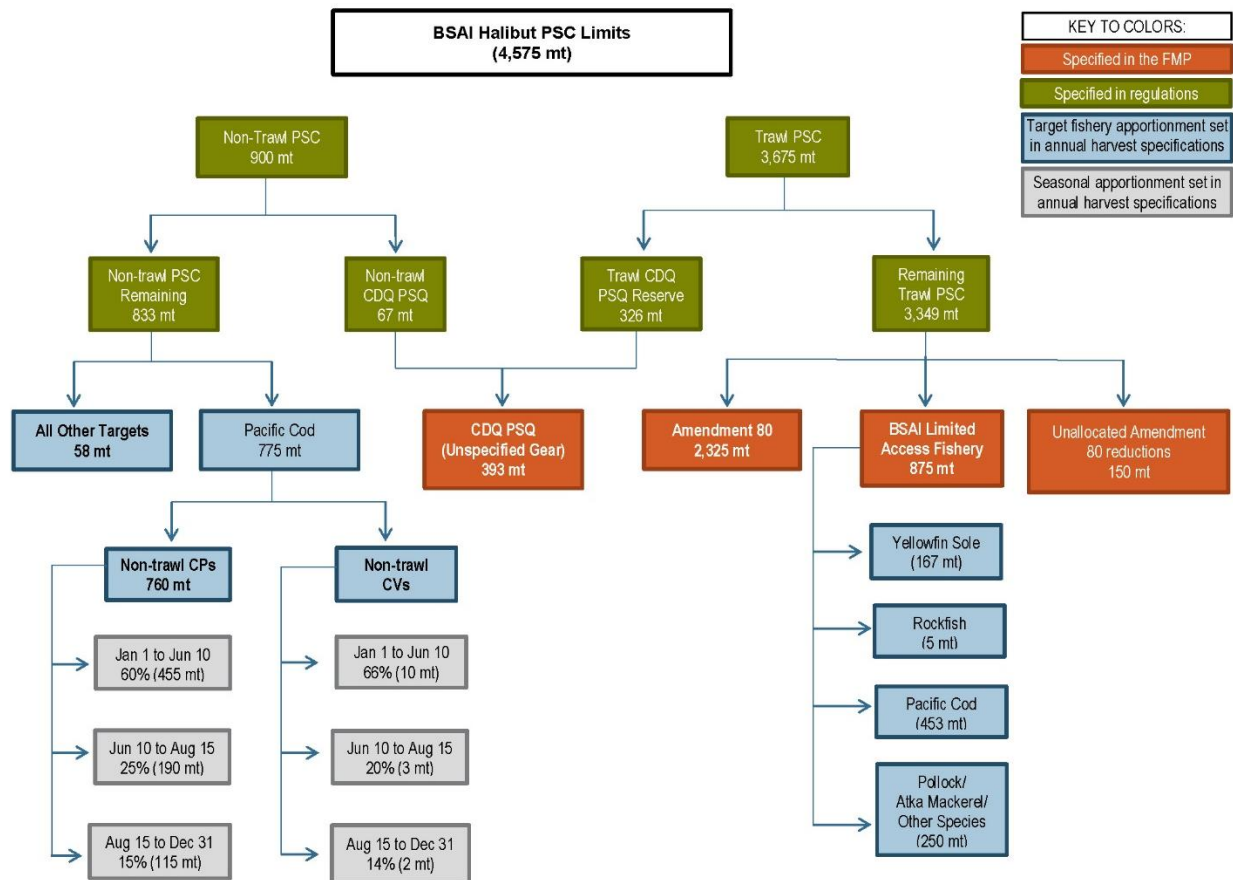 BSAI Halibut PSC Limits
(4,575 mt)
KEY TO COLORS:
Specified in the FMP
Specified in regulations
Target fishery apportionment set
in annual harvest specifications
Seasonal apportionment set in
annual harvest specifications
Non-Trawl PSC
900 mt
Trawl PSC
3,675 mt
Non-trawl PSC
Remaining
833 mt
Non-trawl
CDQ PSQ
67 mt
Trawl CDQ
PSQ Reserve
326 mt
Remaining
Trawl PSC
3,349 mt
All Other Targets
58 mt
Pacific Cod
775 mt
CDQ PSQ
(Unspecified Gear)
393 mt
Amendment 80
2,325 mt
BSAI Limited
Access Fishery
875 mt
Unallocated Amendment
80 reductions
150 mt
Non-trawl CPs
760 mt
Non-trawl
CVs
Yellowfin Sole
(167 mt)
Jan 1 to Jun 10
60% (455 mt)
Jan 1 to Jun 10
66% (10 mt)
Rockfish
(5 mt)
Jun 10 to Aug 15
25% (190 mt)
Jun 10 to Aug 15
20% (3 mt)
Pacific Cod
(453 mt)
Aug 15 to Dec 31
15% (115 mt)
Aug 15 to Dec 31
14% (2 mt)
Pollock/
Atka Mackerel/
Other Species
(250 mt)